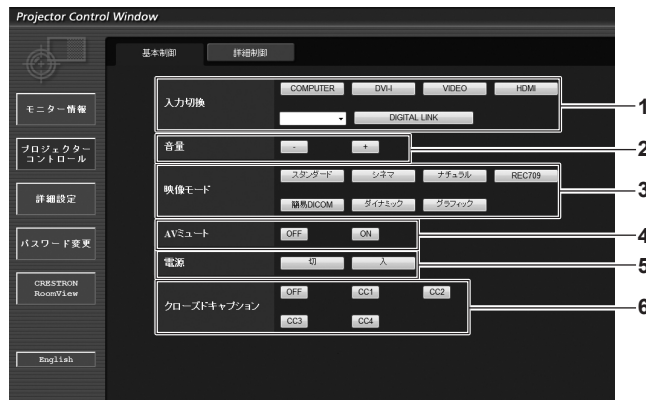 Projector Control Window
基本制御 詳細制御
モニター情報
プロジェクター
コントロール
詳細設定
パスワード変更
CRESTRON
RoomView
English
入力切換 COMPUTER DVI-I VIDEO HDMI
DIGITAL LINK
1
音量 - +
2
映像モード スタンダード シネマ ナチュラル REC709
簡易DICOM ダイナミック グラフィック
3
AVミュート OFF ON
4
電源 切 入
5
クローズドキャプション OFF CC1 CC2
CC3 CC4
6